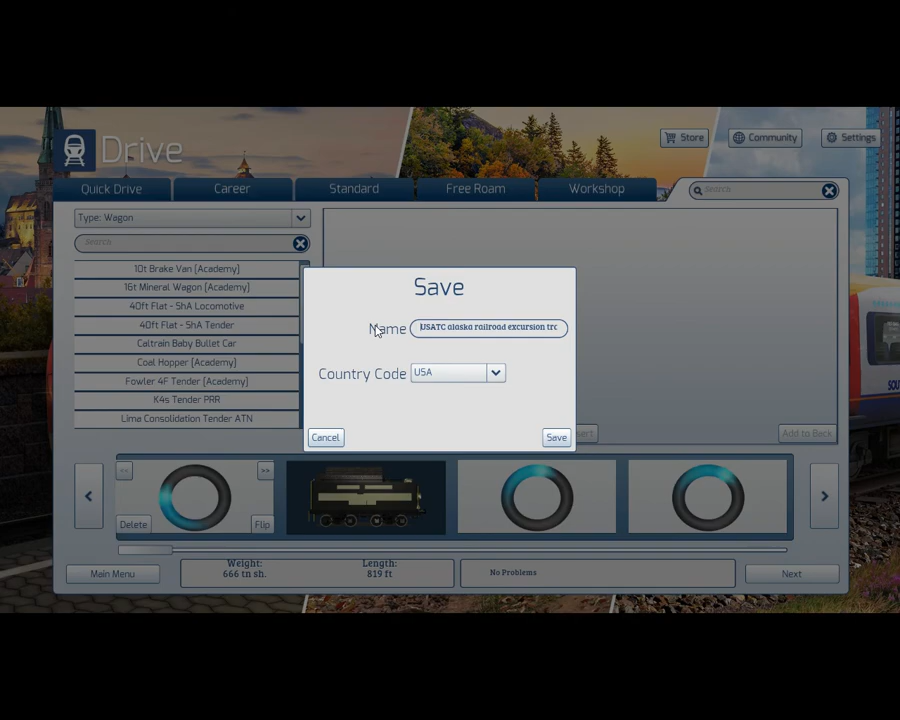 Drive
Store
Community
Settings
Quick Drive
Career
Standard
Free Roam
Workshop
Search
Type: Wagon
Search
10t Brake Van [Academy]
16t Mineral Wagon [Academy]
40ft Flat - ShA Locomotive
40ft Flat - ShA Tender
Caltrain Baby Bullet Car
Coal Hopper [Academy]
Fowler 4F Tender [Academy]
K4s Tender PRR
Lima Consolidation Tender ATN
Save
Name
USATC alaska railroad excursion tra
Country Code
USA
Cancel
Save
Add to Back
<<
>>
Delete
Flip
Weight:
666 tn sh.
Length:
819 ft
No Problems
Main Menu
Next